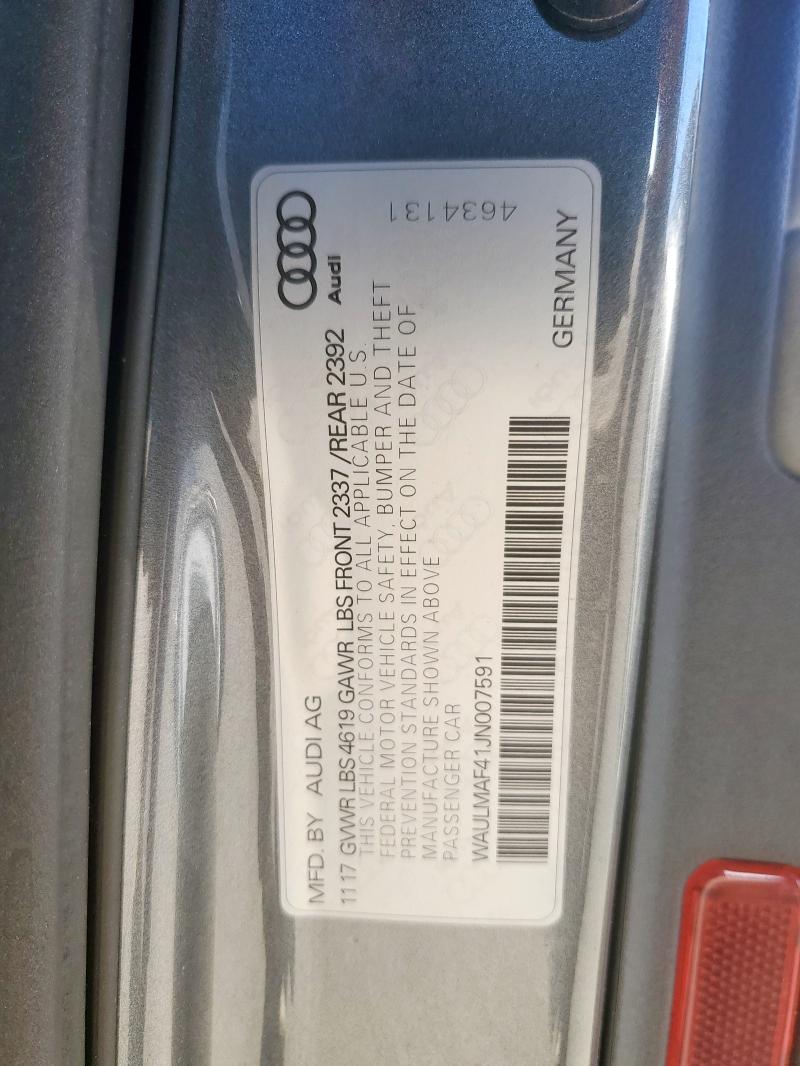 Audi
MFD. BY AUDI AG
11 17 GVWR LBS 4619 GAWR LBS FRONT 2337 /REAR 2392
THIS VEHICLE CONFORMS TO ALL APPLICABLE U.S.
FEDERAL MOTOR VEHICLE SAFETY, BUMPER AND THEFT
PREVENTION STANDARDS IN EFFECT ON THE DATE OF
MANUFACTURE SHOWN ABOVE
PASSENGER CAR
4634131
WAULMAF41JN007591
GERMANY